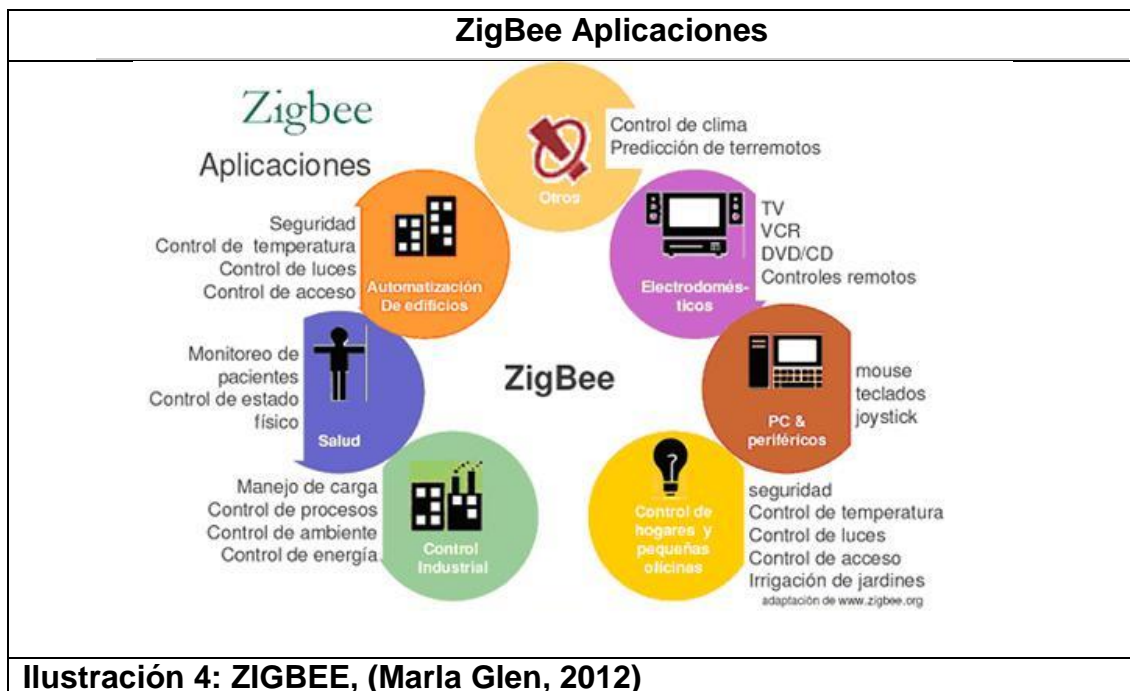 ZigBee Aplicaciones
Zigbee
Aplicaciones
Otros
Control de clima
Predicción de terremotos
Electrodomés-
ticos
TV
VCR
DVD/CD
Controles remotos
PC &
periféricos
mouse
teclados
joystick
Control de
hogares y
pequeñas
oficinas
seguridad
Control de temperatura
Control de luces
Control de acceso
Irrigación de jardines
adaptación de www.zigbee.org
Control
Industrial
Manejo de carga
Control de procesos
Control de ambiente
Control de energía
Salud
Monitoreo de
pacientes
Control de estado
físico
Automatización
De edificios
Seguridad
Control de temperatura
Control de luces
Control de acceso
ZigBee
Ilustración 4: ZIGBEE, (Marla Glen, 2012)